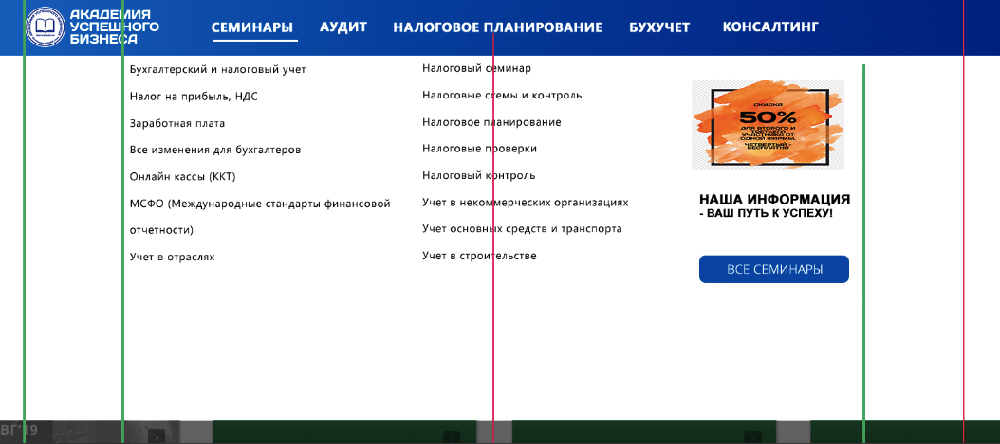 АКАДЕМИЯ
УСПЕШНОГО
БИЗНЕСА
СЕМИНАРЫ
АУДИТ
НАЛОГОВОЕ ПЛАНИРОВАНИЕ
БУХУЧЕТ
КОНСАЛТИНГ
Бухгалтерский и налоговый учет
Налог на прибыль, НДС
Заработная плата
Все изменения для бухгалтеров
Онлайн кассы (ККТ)
МСФО (Международные стандарты финансовой
отчетности)
Учет в отраслях
Налоговый семинар
Налоговые схемы и контроль
Налоговое планирование
Налоговые проверки
Налоговый контроль
Учет в некоммерческих организациях
Учет основных средств и транспорта
Учет в строительстве
СКИДКА
50%
ДЛЯ ВТОРОГО И
ТРЕТЬЕГО
УЧАСТНИКА ОТ
ОДНОЙ ФИРМЫ,
ЧЕТВЕРТЫЙ -
БЕСПЛАТНО
НАША ИНФОРМАЦИЯ
- ВАШ ПУТЬ К УСПЕХУ!
ВСЕ СЕМИНАРЫ
ВГ'19